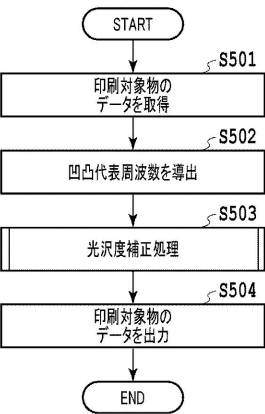 START
S501
印刷対象物の
データを取得
S502
凹凸代表周波数を導出
S503
光沢度補正処理
S504
印刷対象物の
データを出力
END